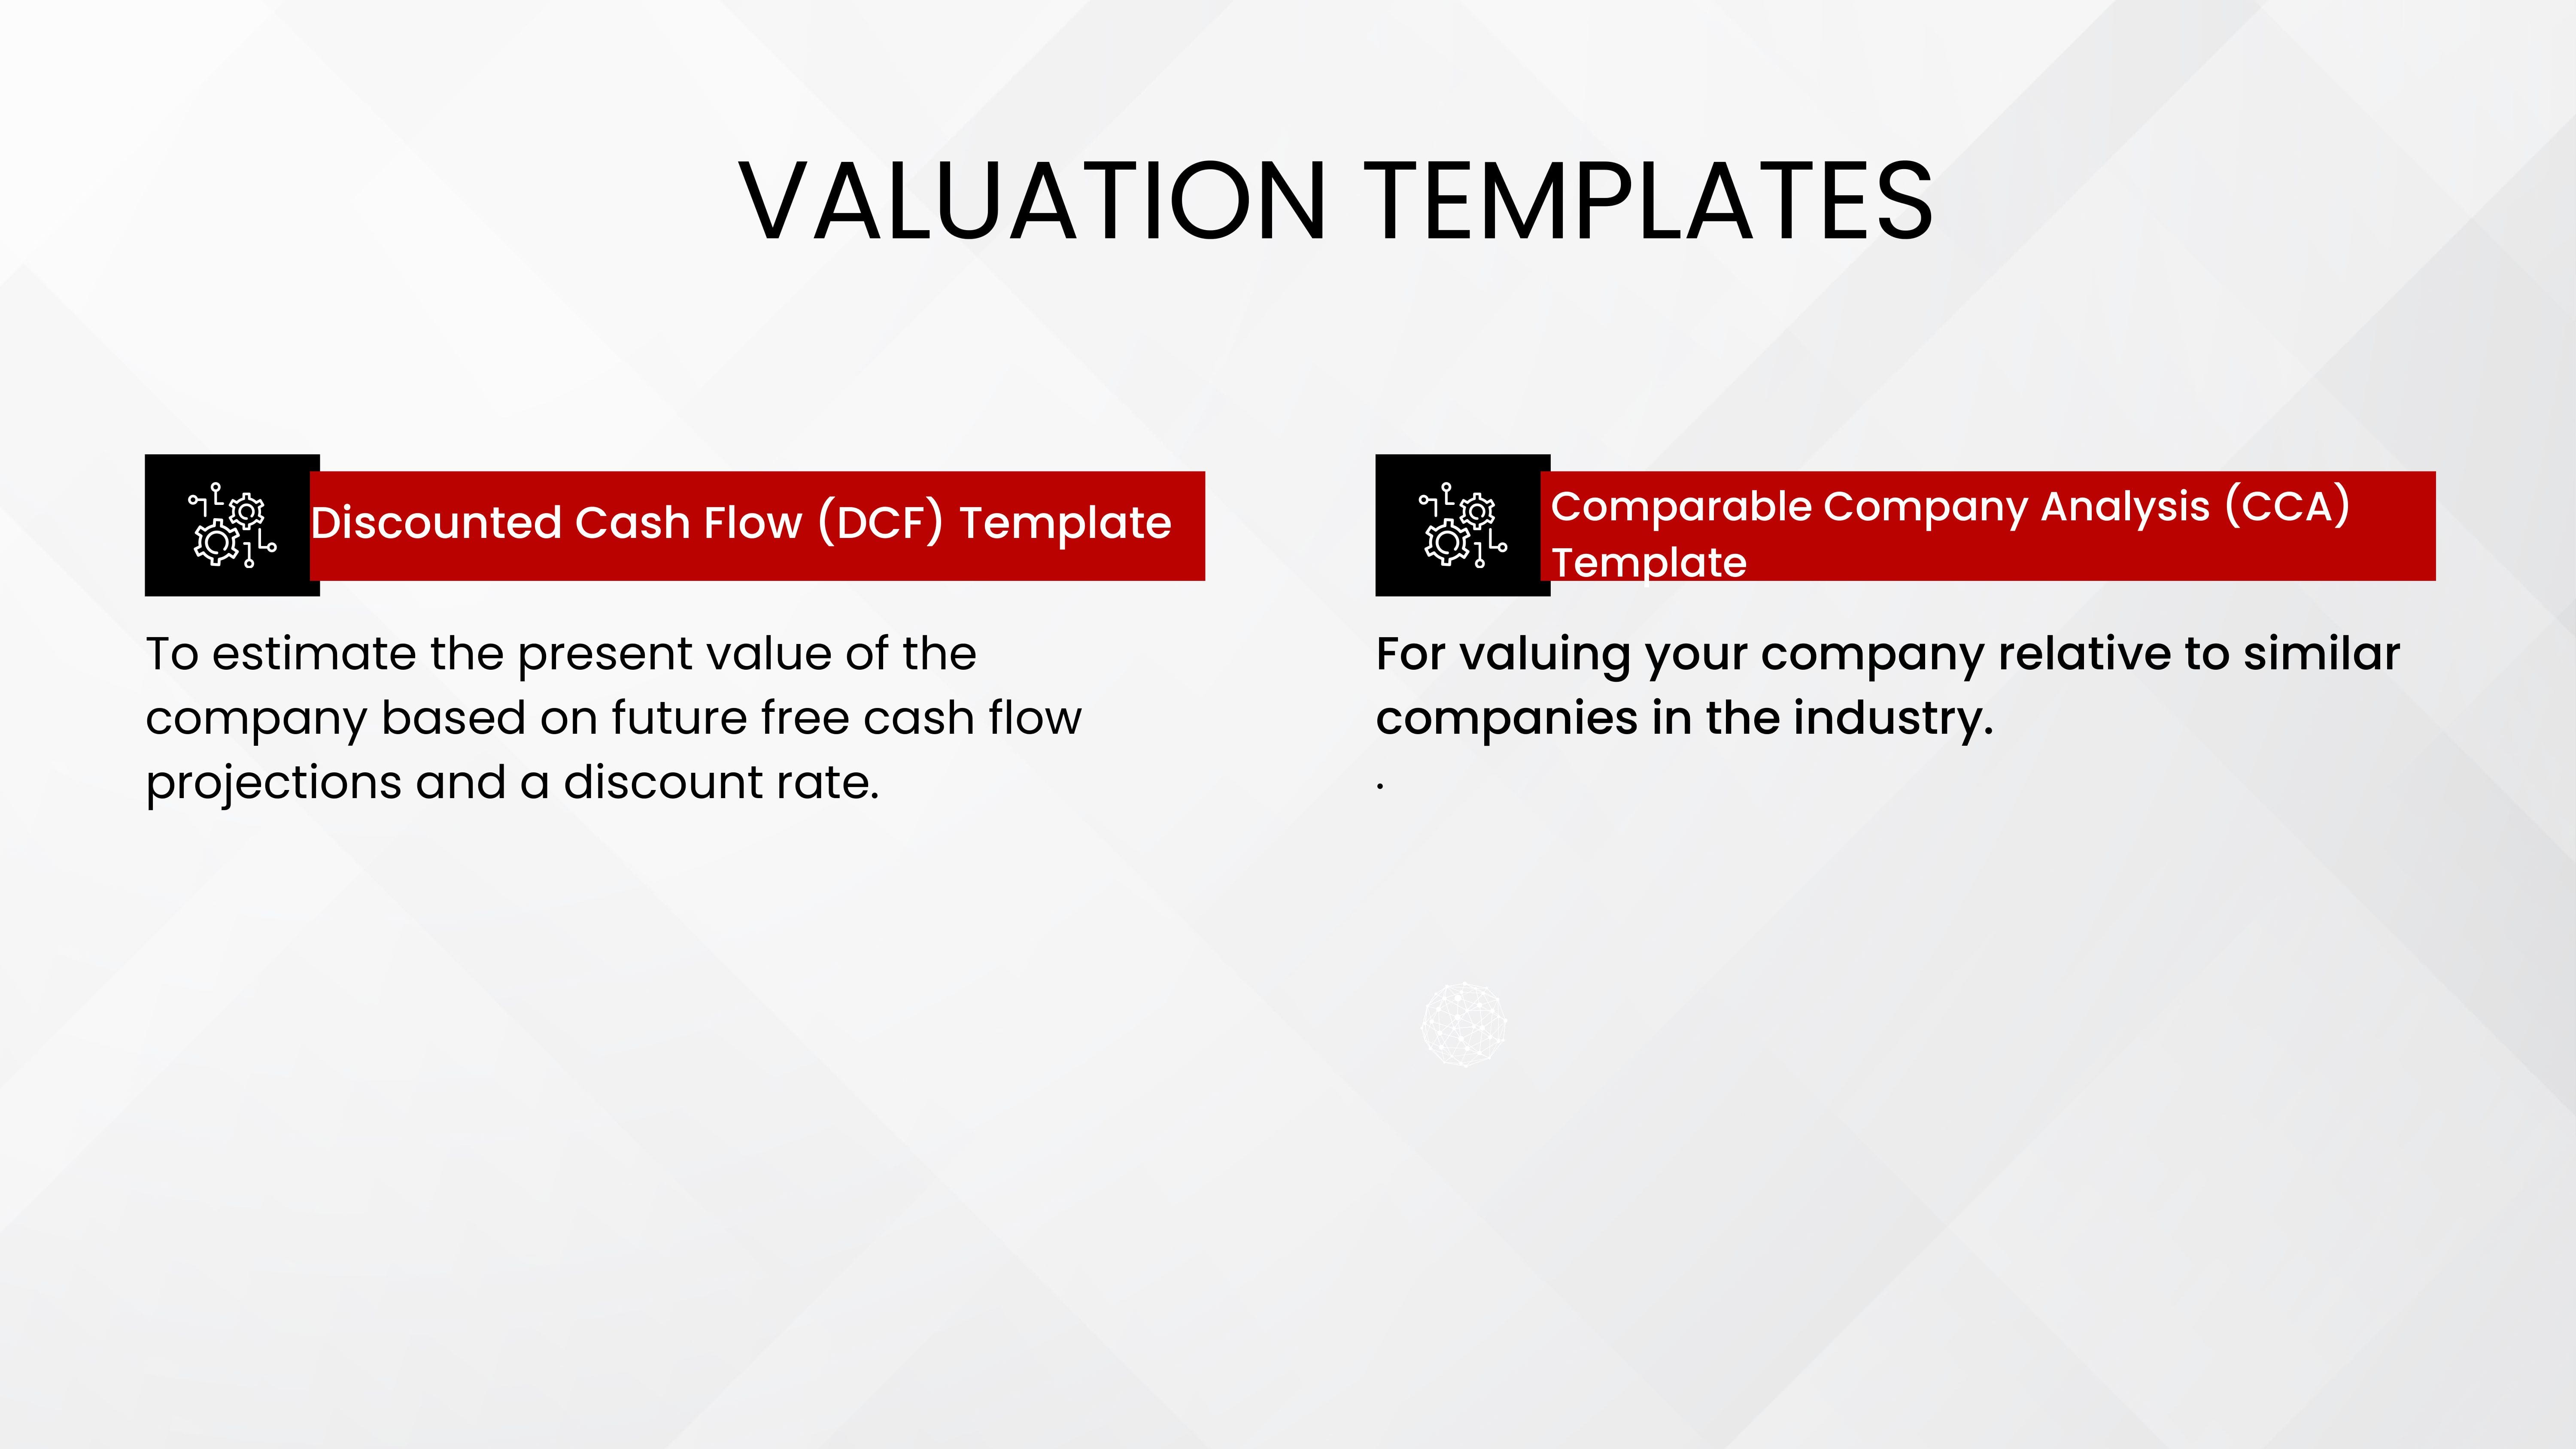 VALUATION TEMPLATES
Discounted Cash Flow (DCF) Template
To estimate the present value of the
company based on future free cash flow
projections and a discount rate.
Comparable Company Analysis (CCA)
Template
For valuing your company relative to similar
companies in the industry.
.